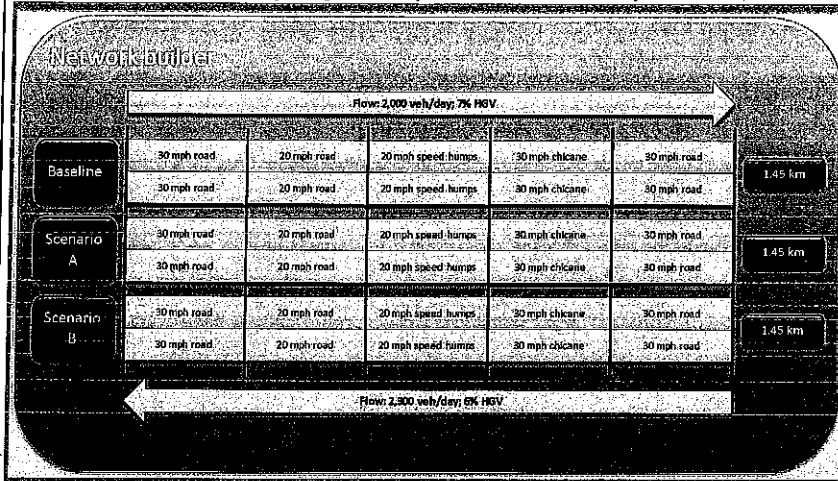 Network builder
Flow: 2,000 veh/day; 7% HGV
Baseline
30 mph road 20 mph road 20 mph speed humps 30 mph chicane 30 mph road
1.45 km
30 mph road 20 mph road 20 mph speed humps 30 mph chicane 30 mph road
Scenario A
30 mph road 20 mph road 20 mph speed humps 30 mph chicane 30 mph road
1.45 km
30 mph road 20 mph road 20 mph speed humps 30 mph chicane 30 mph road
Scenario B
30 mph road 20 mph road 20 mph speed humps 30 mph chicane 30 mph road
1.45 km
30 mph road 20 mph road 20 mph speed humps 30 mph chicane 30 mph road
Flow: 2,300 veh/day; 6% HGV